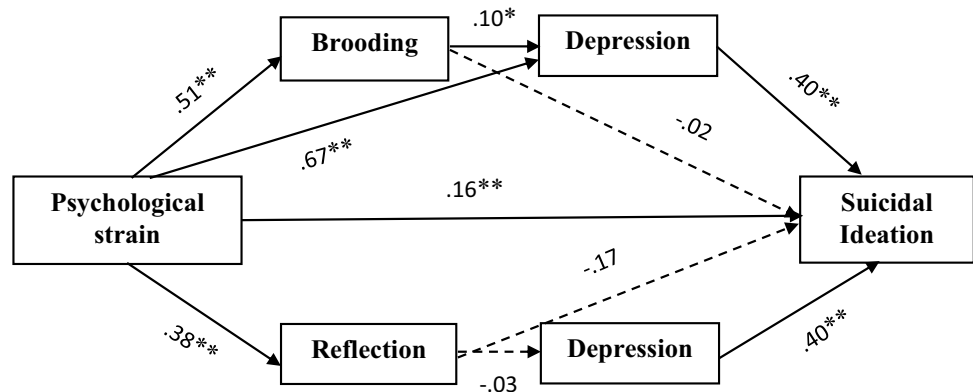 .10*
Brooding
Depression
.51**
.40**
-.02
.67**
Psychological
strain
.16**
Suicidal
Ideation
-.17
.38**
Reflection
Depression
.40**
-.03